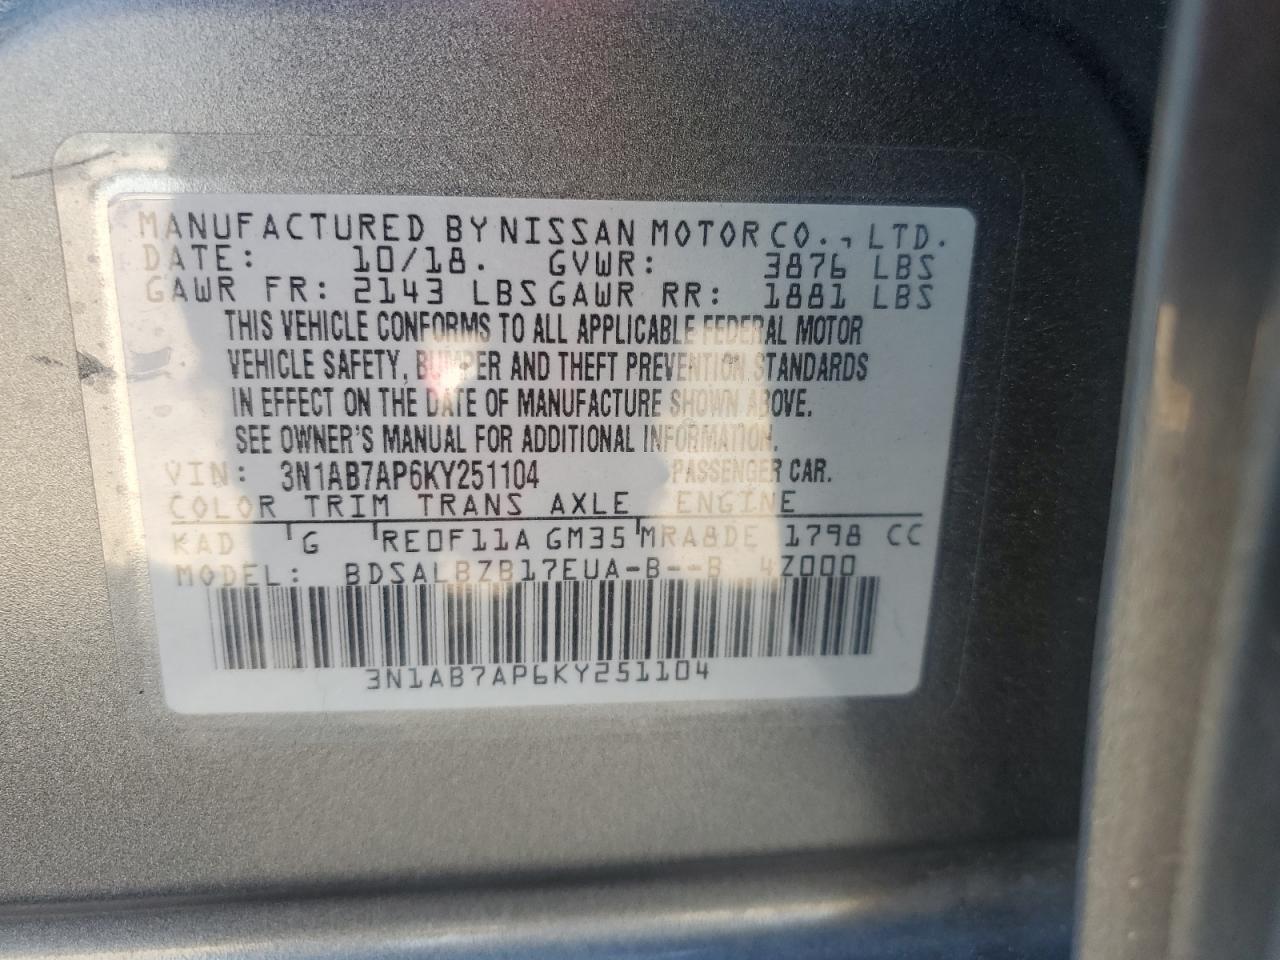 MANUFACTURED BY NISSAN MOTOR CO., LTD.
DATE: 10/18. GVWR: 3876 LBS
GAWR FR: 2143 LBS GAWR RR: 1881 LBS
THIS VEHICLE CONFORMS TO ALL APPLICABLE FEDERAL MOTOR
VEHICLE SAFETY, BUMPER AND THEFT PREVENTION STANDARDS
IN EFFECT ON THE DATE OF MANUFACTURE SHOWN ABOVE.
SEE OWNER'S MANUAL FOR ADDITIONAL INFORMATION.
VIN: 3N1AB7AP6KY251104 PASSENGER CAR.
COLOR TRIM TRANS AXLE ENGINE
KAD G RE0F11A GM35 MRA8DE 1798 CC
MODEL: BDSALBZB17EUA-B--B 4Z000
3N1AB7AP6KY251104